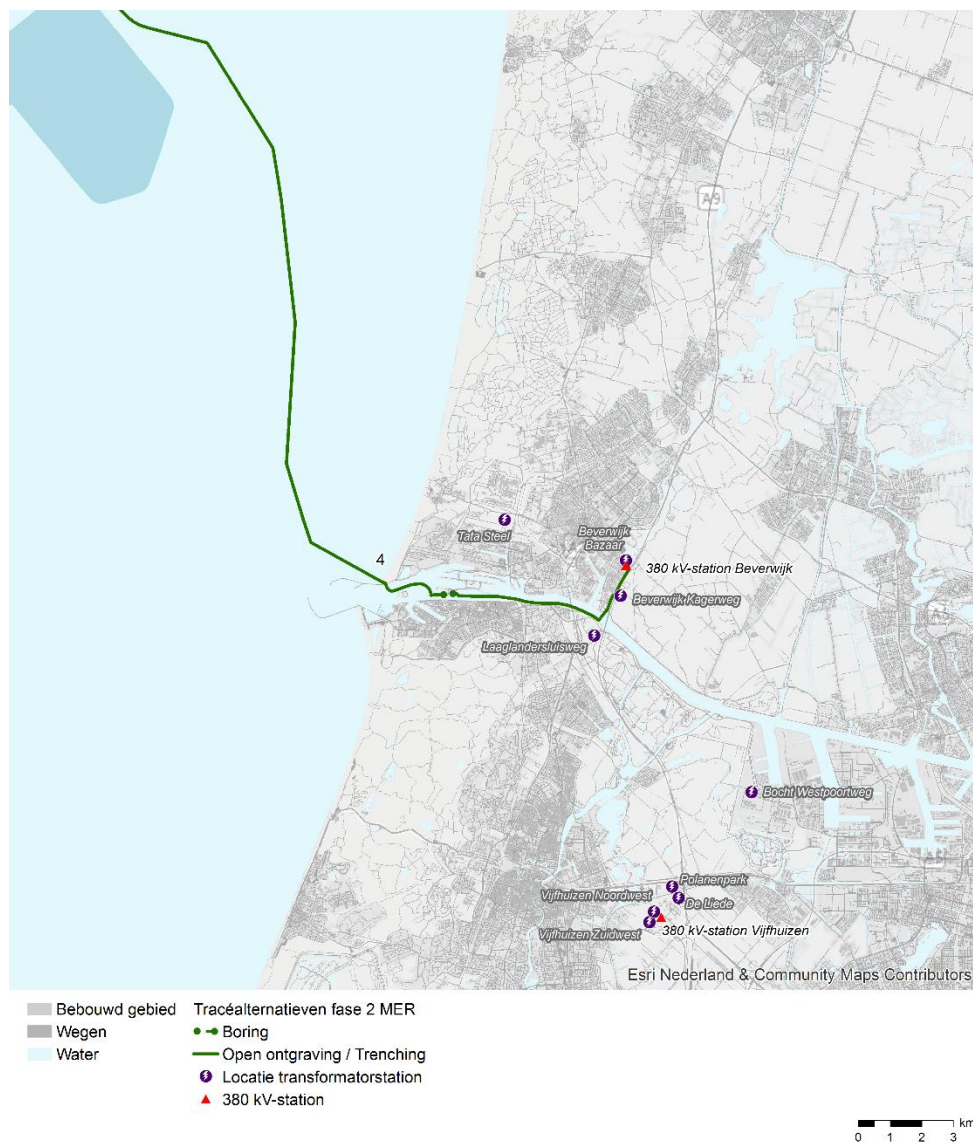 A9
4
Tata Steel
Beverwijk
Bazaar
380 kV-station Beverwijk
Beverwijk Kagerweg
Laaglandersluisweg
Bocht Westpoortweg
A5
Polanenpark
Vijfhuizen Noordwest
De Liede
Vijfhuizen Zuidwest
380 kV-station Vijfhuizen
Esri Nederland & Community Maps Contributors
Bebouwd gebied
Wegen
Water
Tracéalternatieven fase 2 MER
Boring
Open ontgraving / Trenching
Locatie transformatorstation
380 kV-station
km
0 1 2 3